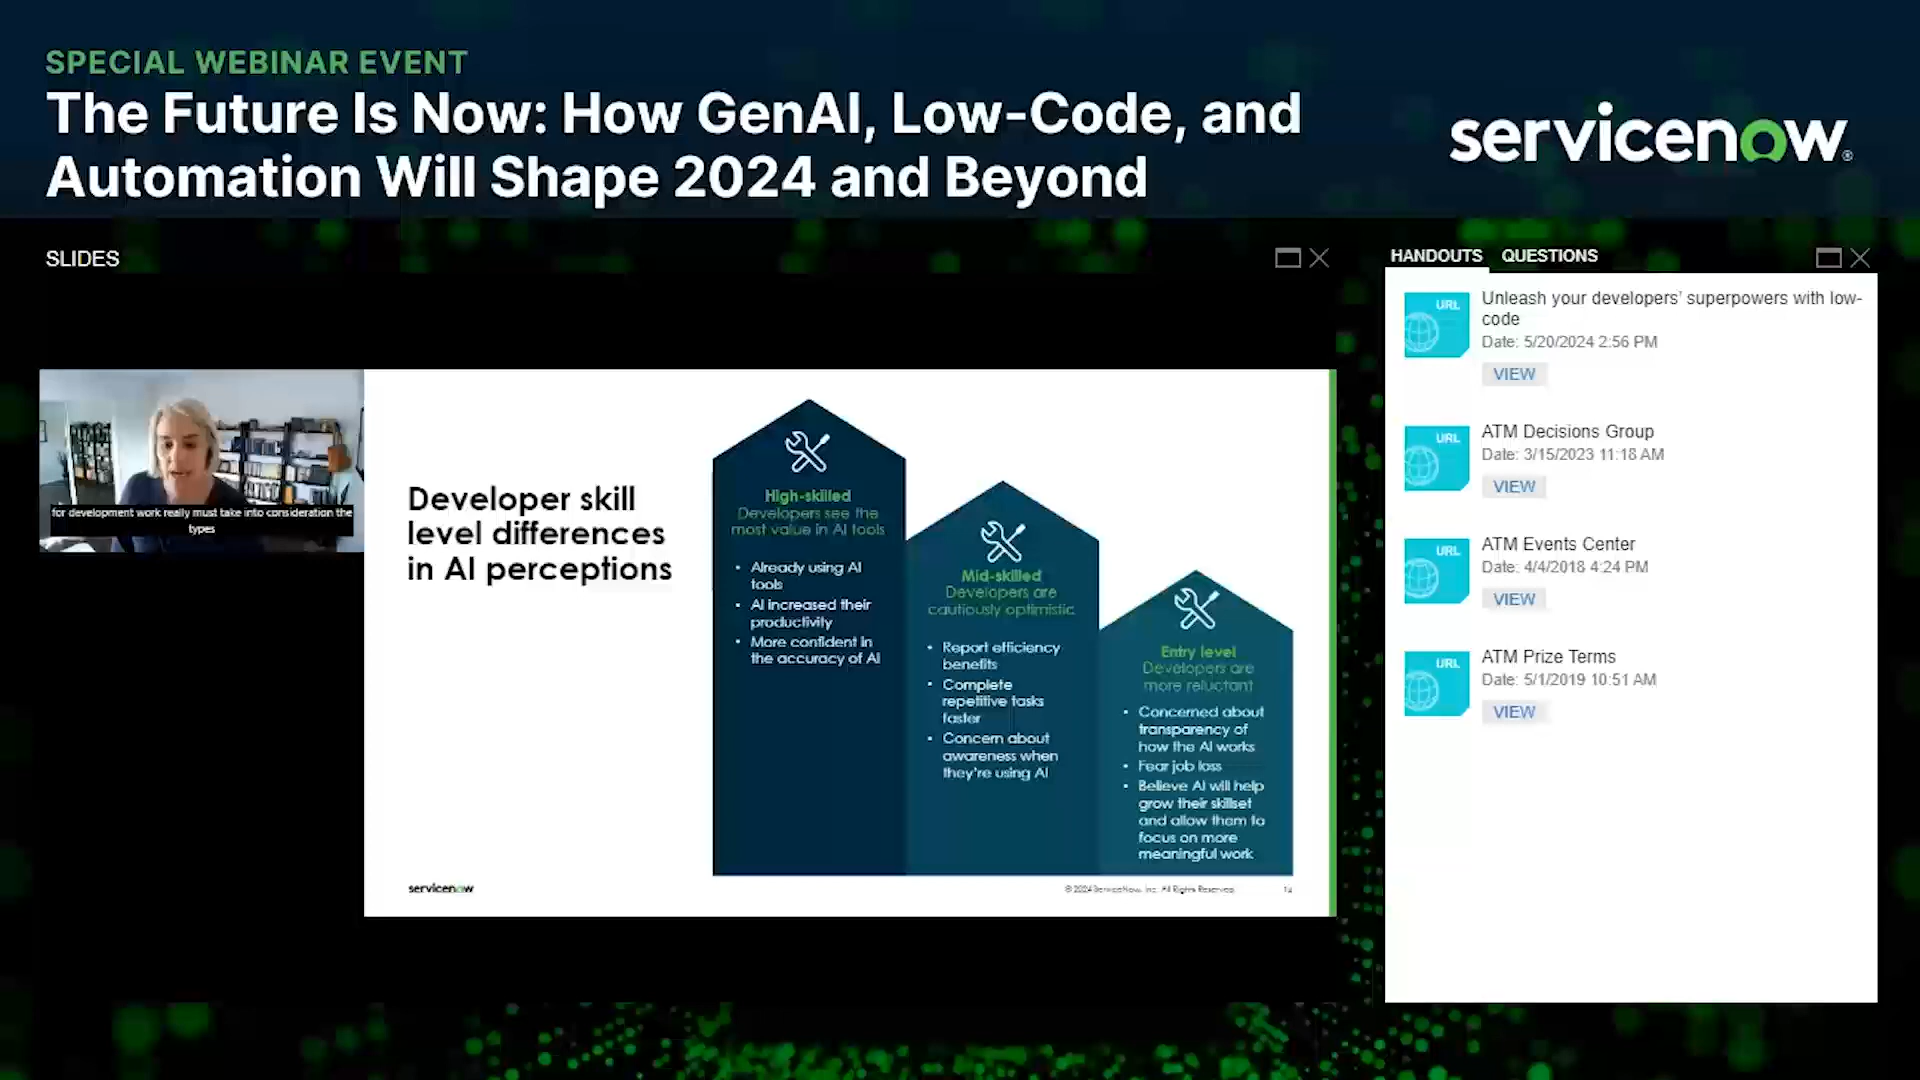 SPECIAL WEBINAR EVENT
The Future Is Now: How GenAI, Low-Code, and
Automation Will Shape 2024 and Beyond
servicenow®
SLIDES
for development work really must take into consideration the
types
Developer skill
level differences
in AI perceptions
High-skilled
Developers see the
most value in AI tools
• Already using AI
tools
• AI increased their
productivity
• More confident in
the accuracy of AI
Mid-skilled
Developers are
cautiously optimistic
• Report efficiency
benefits
• Complete
repetitive tasks
faster
• Concern about
awareness when
they're using AI
Entry level
Developers are
more reluctant
• Concerned about
transparency of
how the AI works
• Fear job loss
• Believe AI will help
grow their skillset
and allow them to
focus on more
meaningful work
servicenow
© 2024 ServiceNow, Inc. All Rights Reserved.
HANDOUTS QUESTIONS
URL
Unleash your developers' superpowers with low-
code
Date: 5/20/2024 2:56 PM
VIEW
URL
ATM Decisions Group
Date: 3/15/2023 11:18 AM
VIEW
URL
ATM Events Center
Date: 4/4/2018 4:24 PM
VIEW
URL
ATM Prize Terms
Date: 5/1/2019 10:51 AM
VIEW